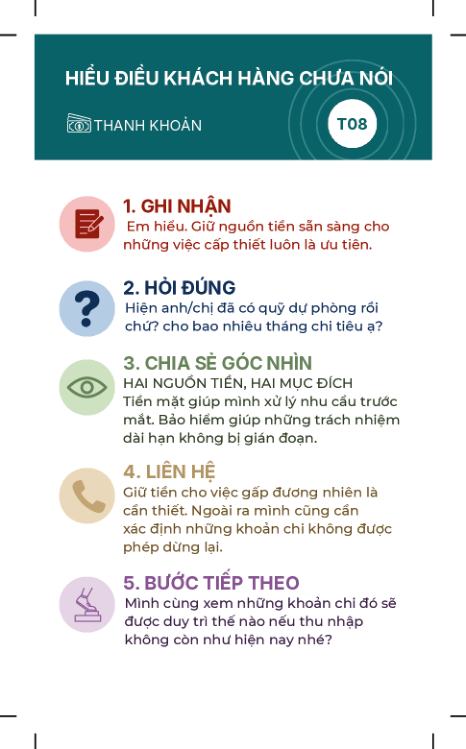 HIỂU ĐIỀU KHÁCH HÀNG CHƯA NÓI
THANH KHOẢN
T08
1. GHI NHẬN
Em hiểu. Giữ nguồn tiền sẵn sàng cho
những việc cấp thiết luôn là ưu tiên.
2. HỎI ĐÚNG
Hiện anh/chị đã có quỹ dự phòng rồi
chứ? cho bao nhiêu tháng chi tiêu ạ?
3. CHIA SẺ GÓC NHÌN
HAI NGUỒN TIỀN, HAI MỤC ĐÍCH
Tiền mặt giúp mình xử lý nhu cầu trước
mắt. Bảo hiểm giúp những trách nhiệm
dài hạn không bị gián đoạn.
4. LIÊN HỆ
Giữ tiền cho việc gấp đương nhiên là
cần thiết. Ngoài ra mình cũng cần
xác định những khoản chi không được
phép dừng lại.
5. BƯỚC TIẾP THEO
Mình cùng xem những khoản chi đó sẽ
được duy trì thế nào nếu thu nhập
không còn như hiện nay nhé?